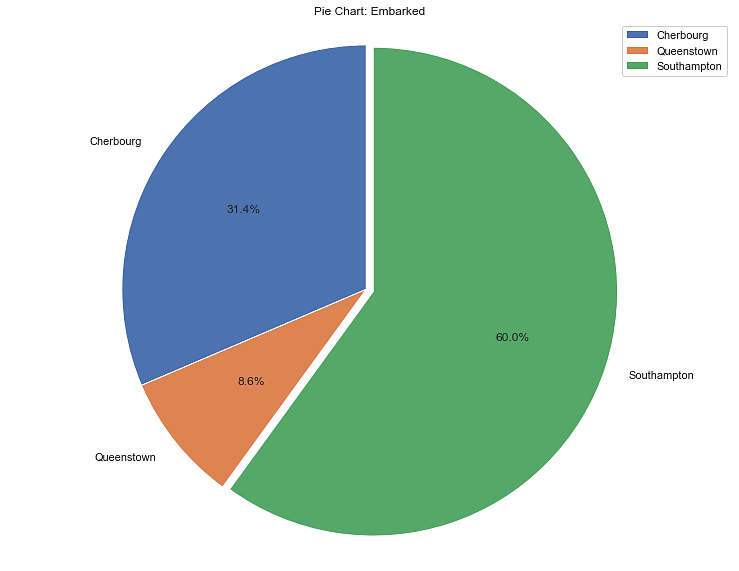 Pie Chart: Embarked
Cherbourg
Queenstown
Southampton
Cherbourg
31.4%
60.0%
8.6%
Southampton
Queenstown